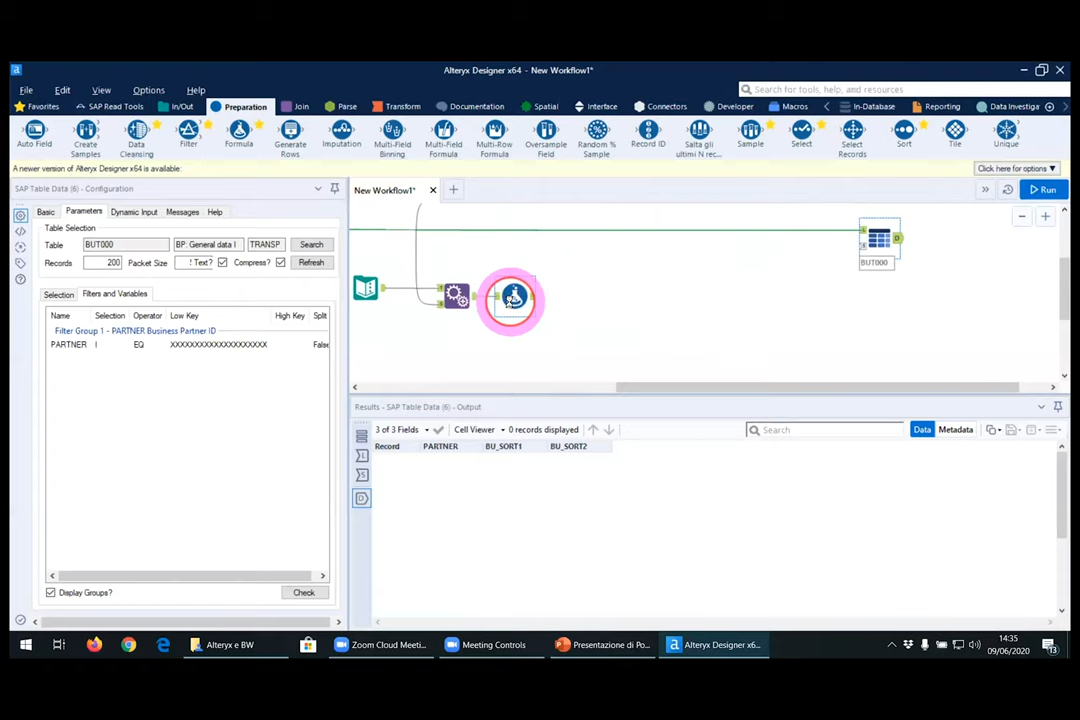 Alteryx Designer x64 - New Workflow1*
File Edit View Options Help
Search for tools, help, and resources
Favorites SAP Read Tools In/Out Preparation Join Parse Transform Documentation Spatial Interface Connectors Developer Macros In-Database Reporting Data Investiga
Auto Field
Create Samples
Data Cleansing
Filter
Formula
Generate Rows
Imputation
Multi-Field Binning
Multi-Field Formula
Multi-Row Formula
Oversample Field
Random % Sample
Record ID
Salta gli ultimi N rec...
Sample
Select
Select Records
Sort
Tile
Unique
A newer version of Alteryx Designer x64 is available:
Click here for options
SAP Table Data (6) - Configuration
New Workflow1*
Run
Basic Parameters Dynamic Input Messages Help
Table Selection
Table BUT000 BP: General data I TRANSP Search
Records 200 Packet Size ! Text? Compress? Refresh
Selection Filters and Variables
Name Option Operator Low Key High Key Split
Filter Group 1 - PARTNER Business Partner ID
PARTNER I EQ XXXXXXXXXXXXXXXXXXXX False
Display Groups? Check
BUT000
Results - SAP Table Data (6) - Output
3 of 3 Fields Cell Viewer 0 records displayed Search Data Metadata
Record PARTNER BU_SORT1 BU_SORT2
Alteryx e BW
Zoom Cloud Meeti...
Meeting Controls
Presentazione di Po...
Alteryx Designer x6...
14:35
09/06/2020
13